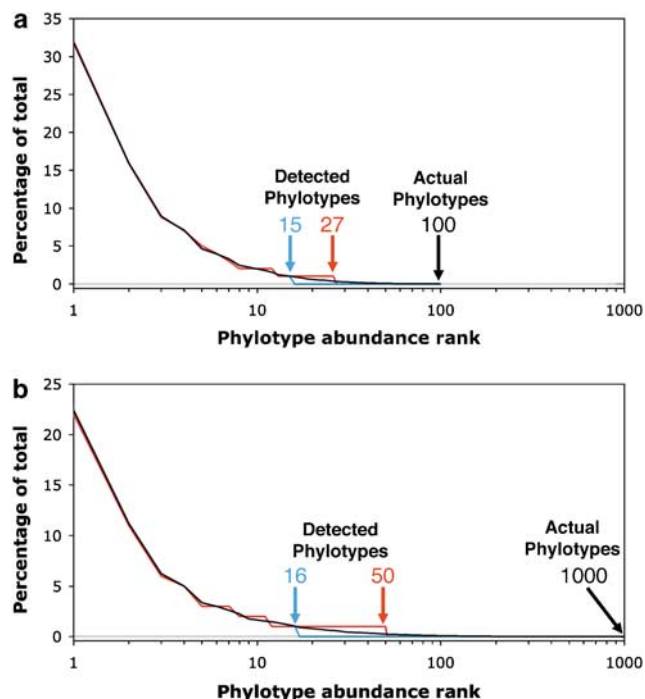 a
35
30
25
20
15
10
5
0
Percentage of total
Detected Actual
Phylotypes Phylotypes
15 27 100
1 10 100 1000
Phylotype abundance rank
b
25
20
15
10
5
0
Percentage of total
Detected Actual
Phylotypes Phylotypes
16 50 1000
1 10 100 1000
Phylotype abundance rank